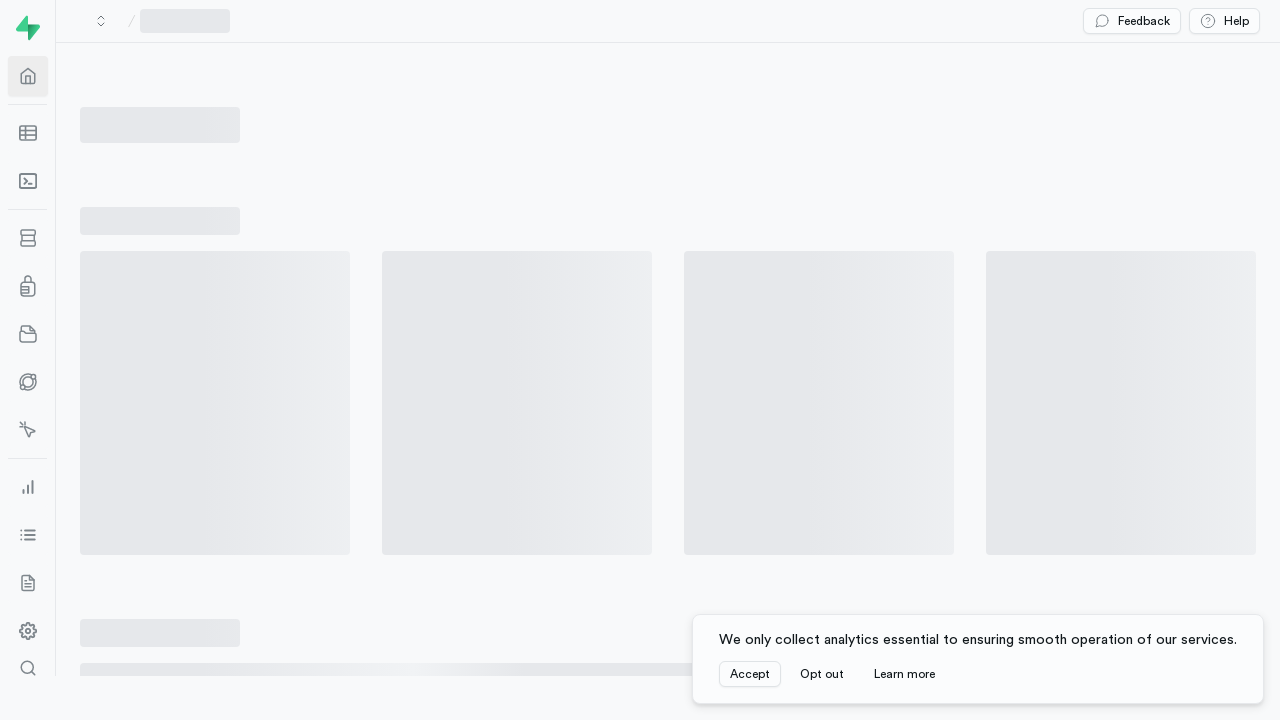 Feedback
Help
We only collect analytics essential to ensuring smooth operation of our services.
Accept
Opt out
Learn more